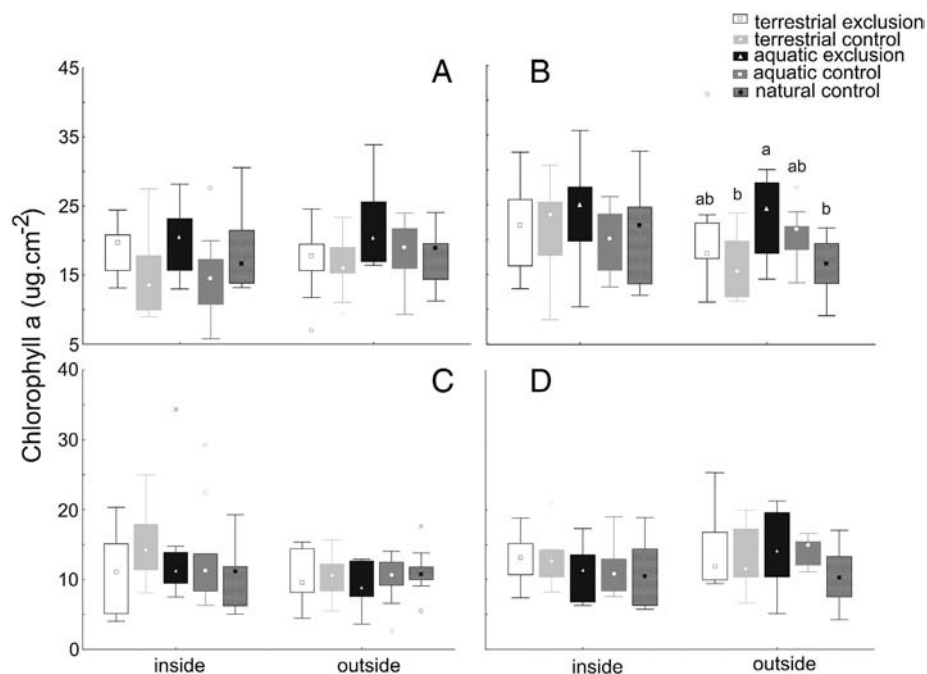 terrestrial exclusion
terrestrial control
aquatic exclusion
aquatic control
natural control
A
B
45
35
25
15
5
ab
b
a
ab
b
Chlorophyll a (ug.cm-2)
C
D
40
30
20
10
0
inside
outside
inside
outside